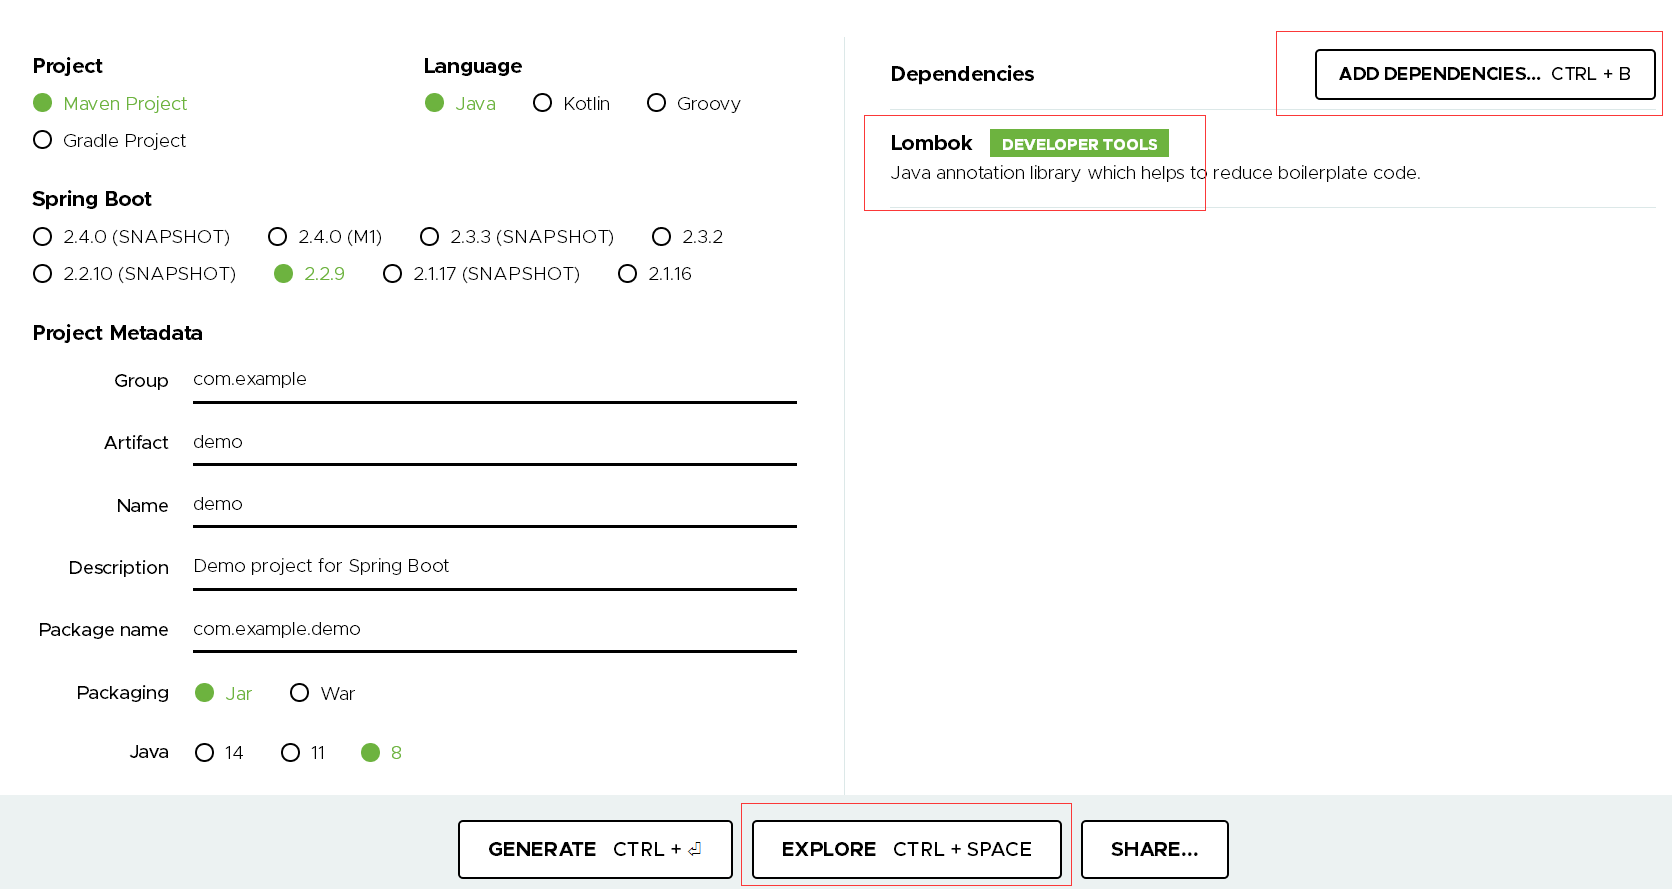 Project
Maven Project
Gradle Project
Language
Java Kotlin Groovy
Spring Boot
2.4.0 (SNAPSHOT) 2.4.0 (M1) 2.3.3 (SNAPSHOT) 2.3.2
2.2.10 (SNAPSHOT) 2.2.9 2.1.17 (SNAPSHOT) 2.1.16
Project Metadata
Group com.example
Artifact demo
Name demo
Description Demo project for Spring Boot
Package name com.example.demo
Packaging Jar War
Java 14 11 8
Dependencies ADD DEPENDENCIES... CTRL + B
Lombok DEVELOPER TOOLS
Java annotation library which helps to reduce boilerplate code.
GENERATE CTRL + ⏎ EXPLORE CTRL + SPACE SHARE...